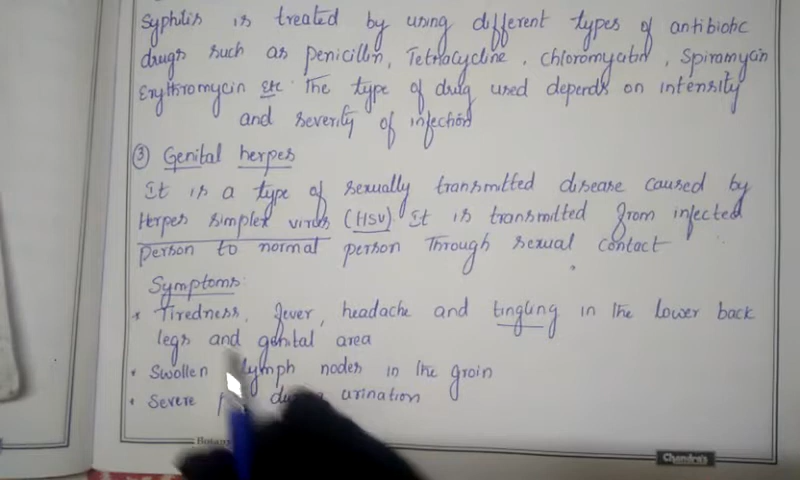 Syphilis is treated by using different types of antibiotic
drugs such as penicillin, Tetracycline, chloromycetin, Spiramycin
Erythromycin Etc. The type of drug used depends on intensity
and severity of infection
③ Genital herpes
It is a type of sexually transmitted disease caused by
Herpes simplex virus (HSV). It is transmitted from infected
person to normal person through sexual contact
Symptoms:
* Tiredness, fever, headache and tingling in the lower back
legs and genital area
* Swollen lymph nodes in the groin
* Severe urination
Botany
Chandra's